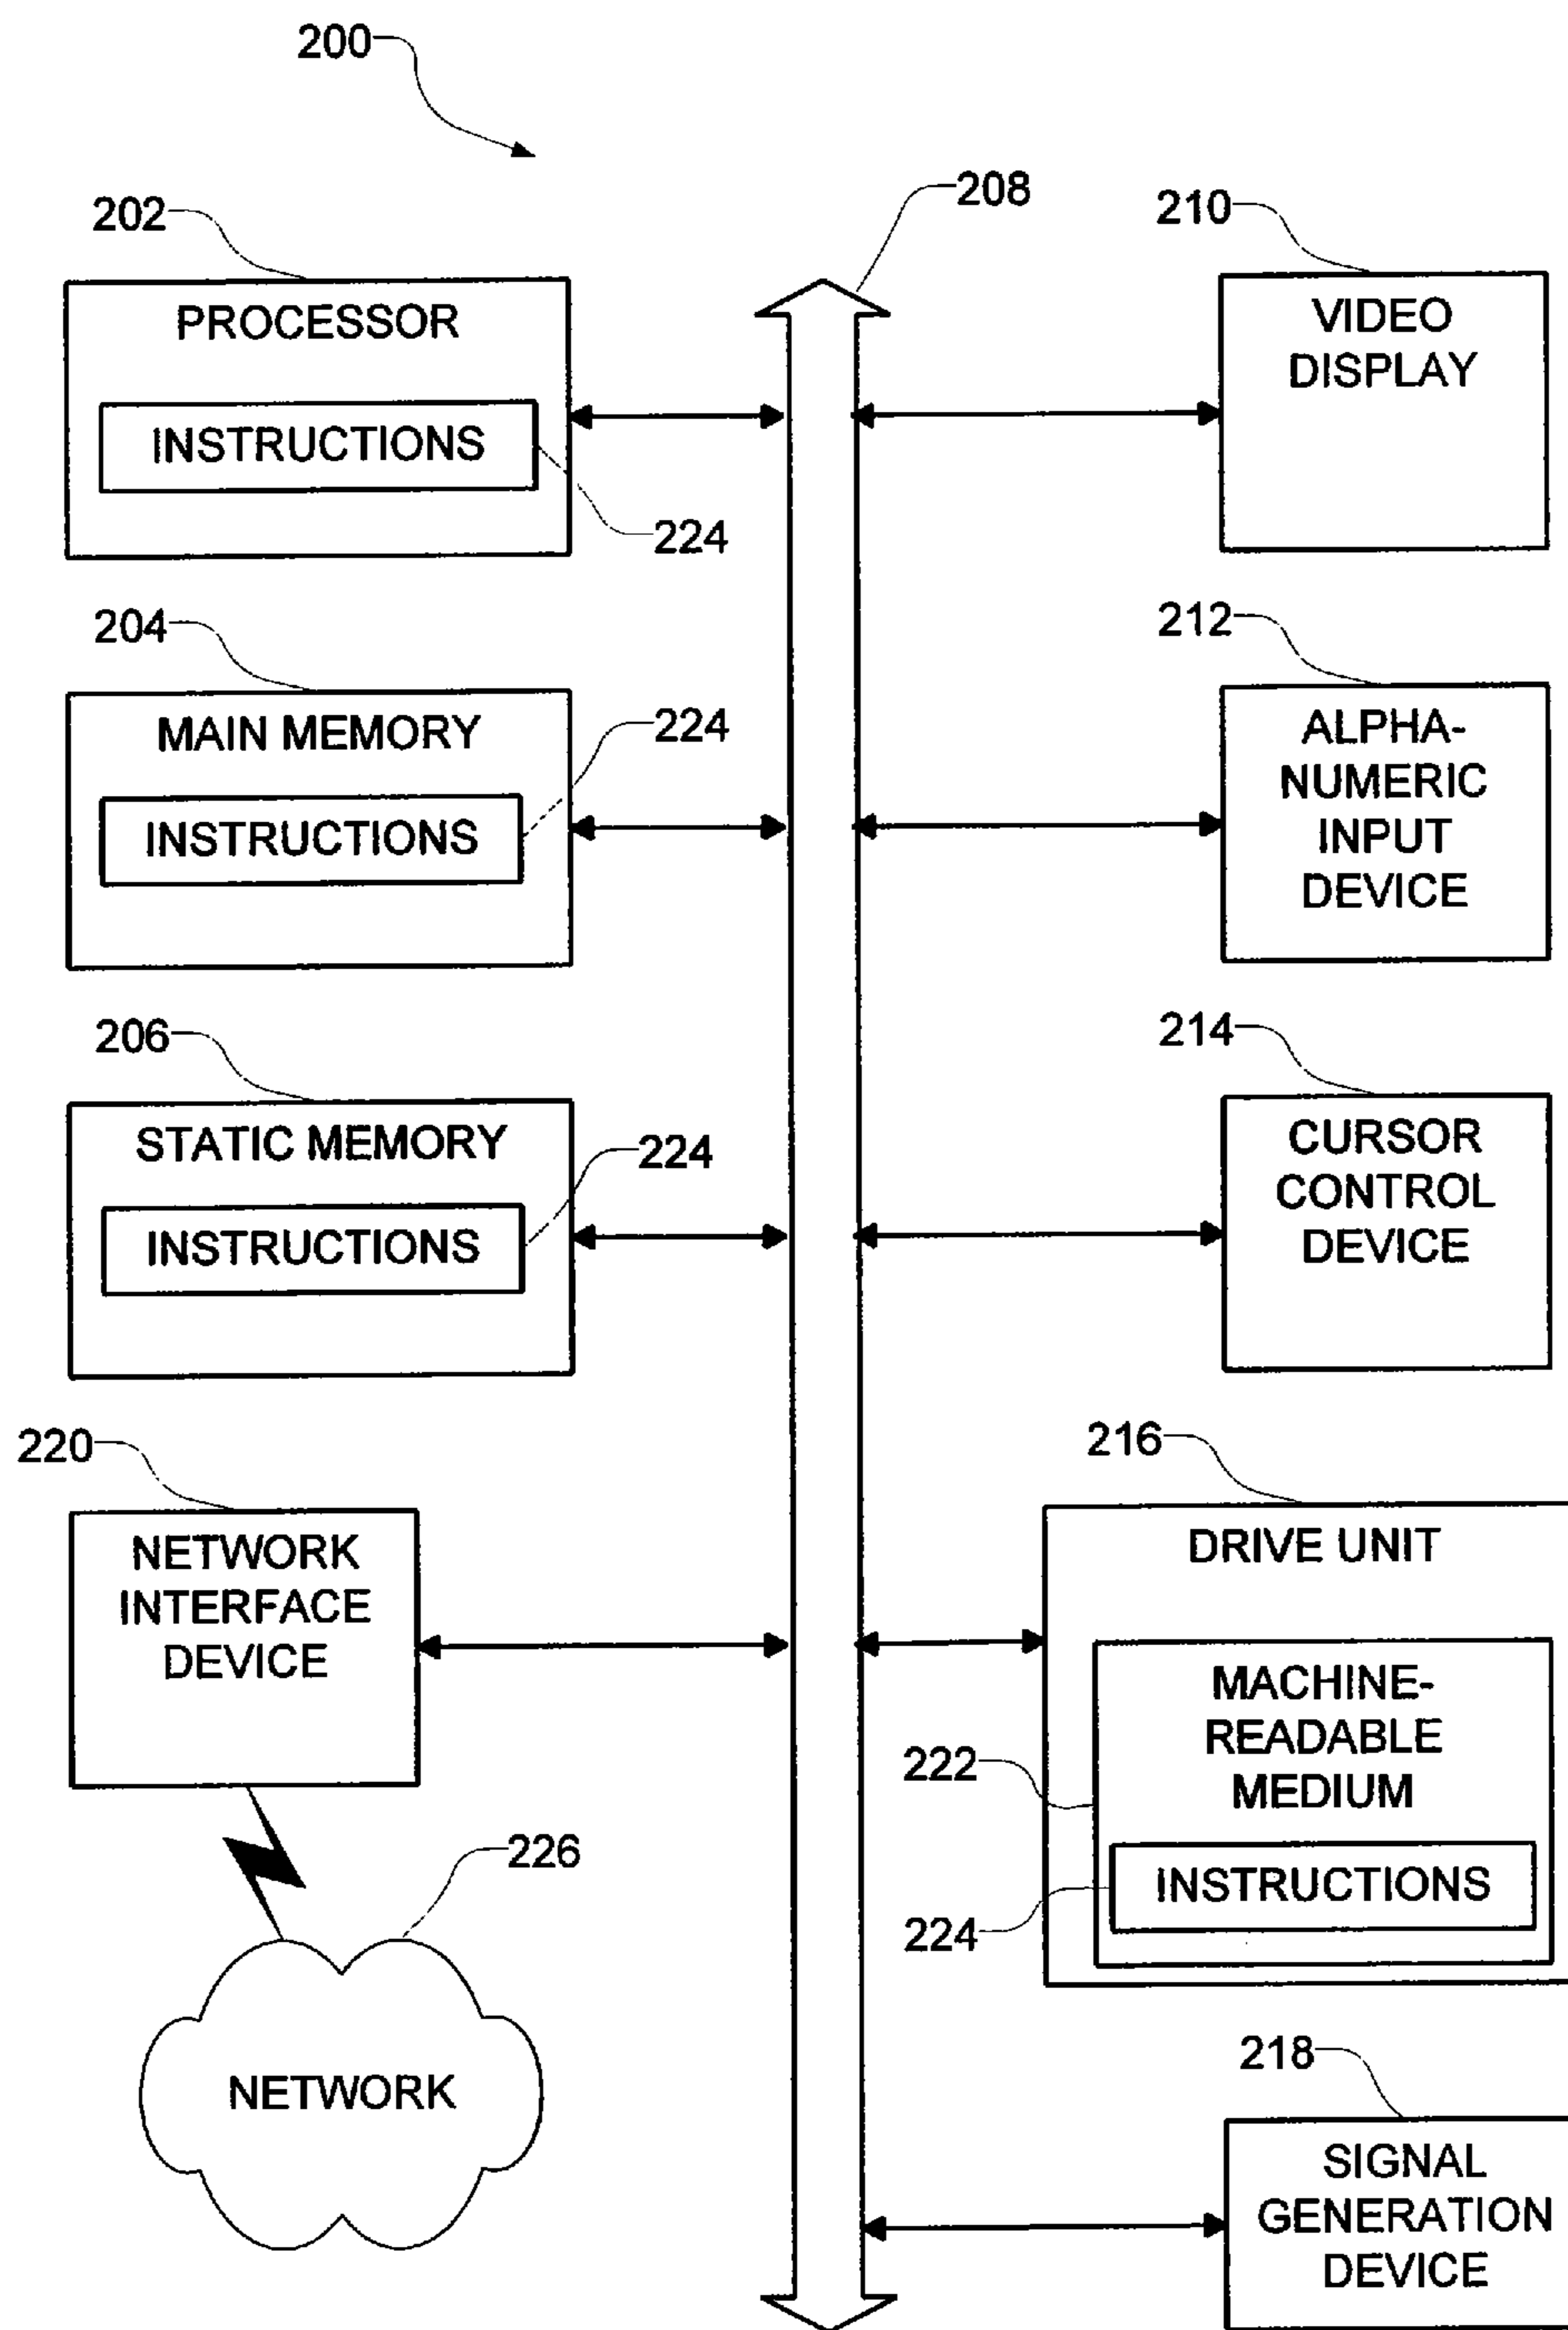 200
208
202
PROCESSOR
INSTRUCTIONS
224
210
VIDEO
DISPLAY
204
MAIN MEMORY
INSTRUCTIONS
224
212
ALPHA-
NUMERIC
INPUT
DEVICE
206
STATIC MEMORY
INSTRUCTIONS
224
214
CURSOR
CONTROL
DEVICE
220
NETWORK
INTERFACE
DEVICE
216
DRIVE UNIT
222
MACHINE-
READABLE
MEDIUM
224
INSTRUCTIONS
226
NETWORK
218
SIGNAL
GENERATION
DEVICE